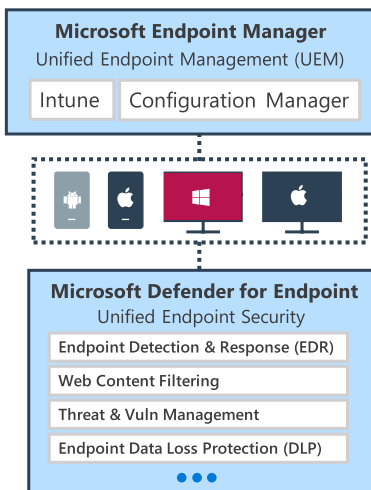 Microsoft Endpoint Manager
Unified Endpoint Management (UEM)
Intune
Configuration Manager
Microsoft Defender for Endpoint
Unified Endpoint Security
Endpoint Detection & Response (EDR)
Web Content Filtering
Threat & Vuln Management
Endpoint Data Loss Protection (DLP)